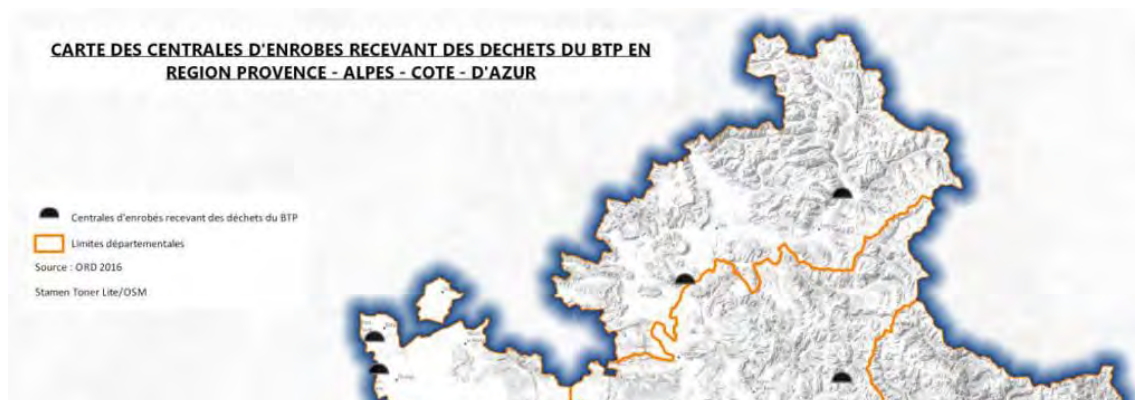 CARTE DES CENTRALES D'ENROBES RECEVANT DES DECHETS DU BTP EN
REGION PROVENCE - ALPES - COTE - D'AZUR
Centrales d'enrobés recevant des déchets du BTP
Limites départementales
Source : ORD 2016
Stamen Toner Lite/OSM